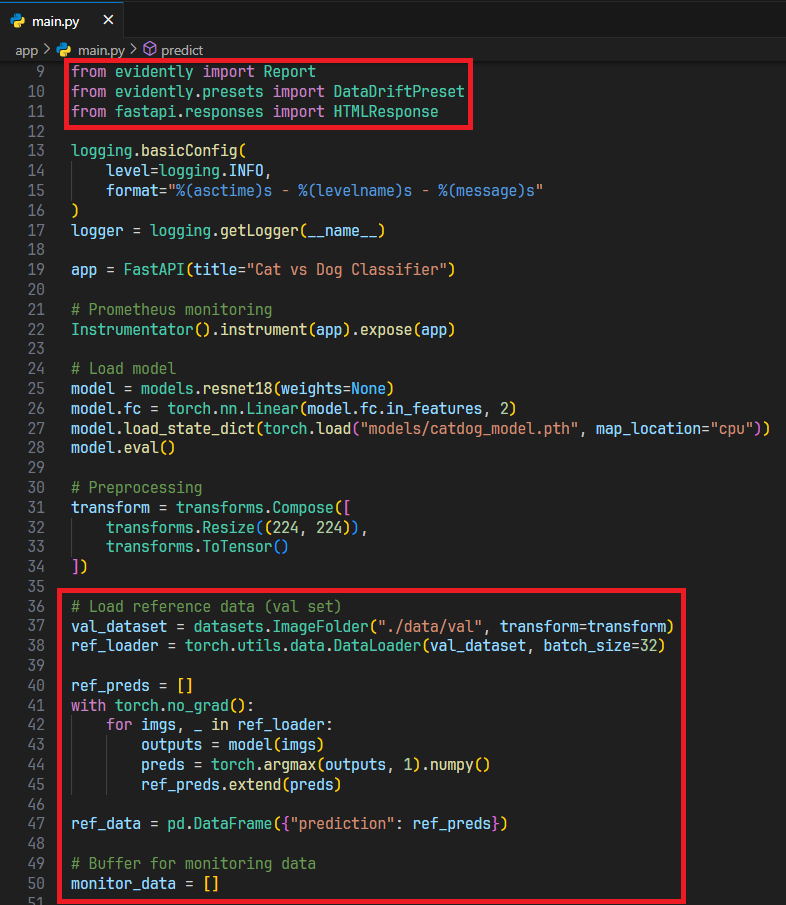 main.py ×
app > main.py > predict
9 from evidently import Report
10 from evidently.presets import DataDriftPreset
11 from fastapi.responses import HTMLResponse
12
13 logging.basicConfig(
14     level=logging.INFO,
15     format="%(asctime)s - %(levelname)s - %(message)s"
16 )
17 logger = logging.getLogger(__name__)
18
19 app = FastAPI(title="Cat vs Dog Classifier")
20
21 # Prometheus monitoring
22 Instrumentator().instrument(app).expose(app)
23
24 # Load model
25 model = models.resnet18(weights=None)
26 model.fc = torch.nn.Linear(model.fc.in_features, 2)
27 model.load_state_dict(torch.load("models/catdog_model.pth", map_location="cpu"))
28 model.eval()
29
30 # Preprocessing
31 transform = transforms.Compose([
32     transforms.Resize((224, 224)),
33     transforms.ToTensor()
34 ])
35
36 # Load reference data (val set)
37 val_dataset = datasets.ImageFolder("./data/val", transform=transform)
38 ref_loader = torch.utils.data.DataLoader(val_dataset, batch_size=32)
39
40 ref_preds = []
41 with torch.no_grad():
42     for imgs, _ in ref_loader:
43         outputs = model(imgs)
44         preds = torch.argmax(outputs, 1).numpy()
45         ref_preds.extend(preds)
46
47 ref_data = pd.DataFrame({"prediction": ref_preds})
48
49 # Buffer for monitoring data
50 monitor_data = []
51